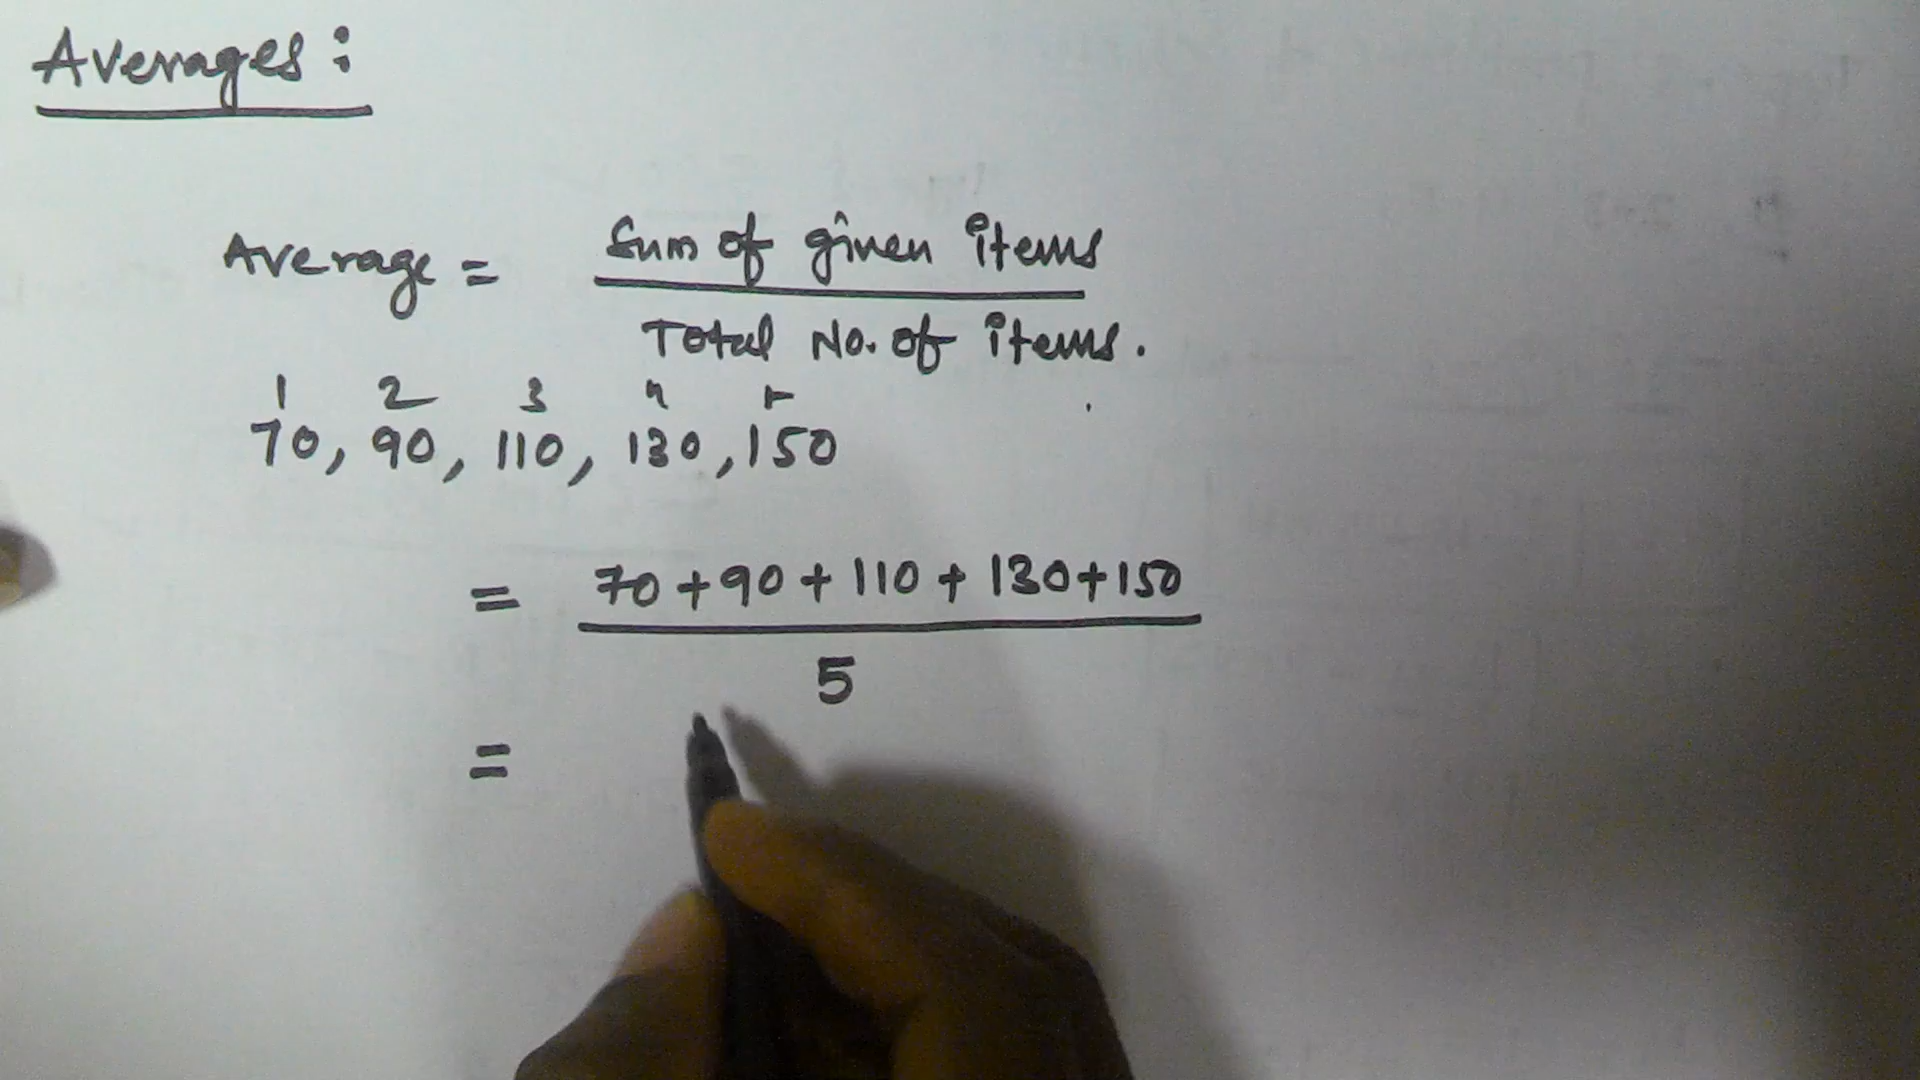 Averages:
Average = Sum of given items
Total No. of items.
1 2 3 4 5
70, 90, 110, 130, 150
= 70 + 90 + 110 + 130 + 150
5
=